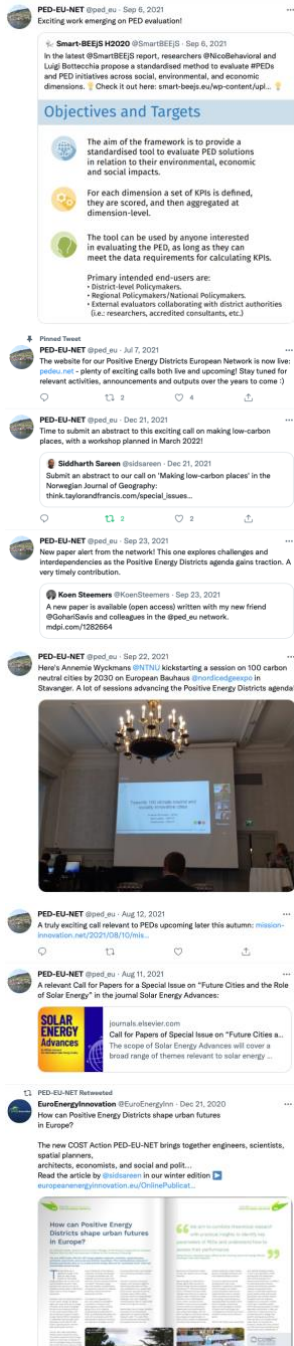 PED-EU-NET @ped_eu · Sep 6, 2021
Exciting work emerging on PED evaluation!
Smart-BEEjS H2020 @SmartBEEjS · Sep 6, 2021
In the latest @SmartBEEjS report, researchers @NicoBehavioral and
Luigi Bottecchia propose a standardised method to evaluate #PEDs
and PED initiatives across social, environmental, and economic
dimensions. Check it out here: smart-beejs.eu/wp-content/upl...
Objectives and Targets
The aim of the framework is to provide a
standardised tool to evaluate PED solutions
in relation to their environmental, economic
and social impacts.
For each dimension a set of KPIs is defined,
they are scored, and then aggregated at
dimension-level.
The tool can be used by anyone interested
in evaluating the PED, as long as they can
meet the data requirements for calculating KPIs.
Primary intended end-users are:
• District-level Policymakers.
• Regional Policymakers/National Policymakers.
• External evaluators collaborating with district authorities
(i.e.: researchers, accredited consultants, etc.)
Pinned Tweet
PED-EU-NET @ped_eu · Jul 7, 2021
The website for our Positive Energy Districts European Network is now live:
pedeu.net - plenty of exciting calls both live and upcoming! Stay tuned for
relevant activities, announcements and outputs over the years to come :)
2 4
PED-EU-NET @ped_eu · Dec 21, 2021
Time to submit an abstract to this exciting call on making low-carbon
places, with a workshop planned in March 2022!
Siddharth Sareen @sidsareen · Dec 21, 2021
Submit an abstract to our call on 'Making low-carbon places' in the
Norwegian Journal of Geography:
think.taylorandfrancis.com/special_issues...
2 2
PED-EU-NET @ped_eu · Sep 23, 2021
New paper alert from the network! This one explores challenges and
interdependencies as the Positive Energy Districts agenda gains traction. A
very timely contribution.
Koen Steemers @KoenSteemers · Sep 23, 2021
A new paper is available (open access) written with my new friend
@GohariSavis and colleagues in the @ped_eu network.
mdpi.com/1282664
PED-EU-NET @ped_eu · Sep 22, 2021
Here's Annemie Wyckmans @NTNU kickstarting a session on 100 carbon
neutral cities by 2030 on European Bauhaus @nordicedgeexpo in
Stavanger. A lot of sessions advancing the Positive Energy Districts agenda!
PED-EU-NET @ped_eu · Aug 12, 2021
A truly exciting call relevant to PEDs upcoming later this autumn: mission-
innovation.net/2021/08/10/mis...
PED-EU-NET @ped_eu · Aug 11, 2021
A relevant Call for Papers for a Special Issue on "Future Cities and the Role
of Solar Energy" in the journal Solar Energy Advances:
SOLAR
ENERGY
Advances
journals.elsevier.com
Call for Papers of Special Issue on "Future Cities a...
The scope of Solar Energy Advances will cover a
broad range of themes relevant to solar energy ...
PED-EU-NET Retweeted
EuroEnergyInnovation @EuroEnergyInn · Dec 21, 2020
How can Positive Energy Districts shape urban futures
in Europe?
The new COST Action PED-EU-NET brings together engineers, scientists,
spatial planners,
architects, economists, and social and polit...
Read the article by @sidsareen in our winter edition
europeanenergyinnovation.eu/OnlinePublicat...
How can Positive Energy
Districts shape urban futures
in Europe?